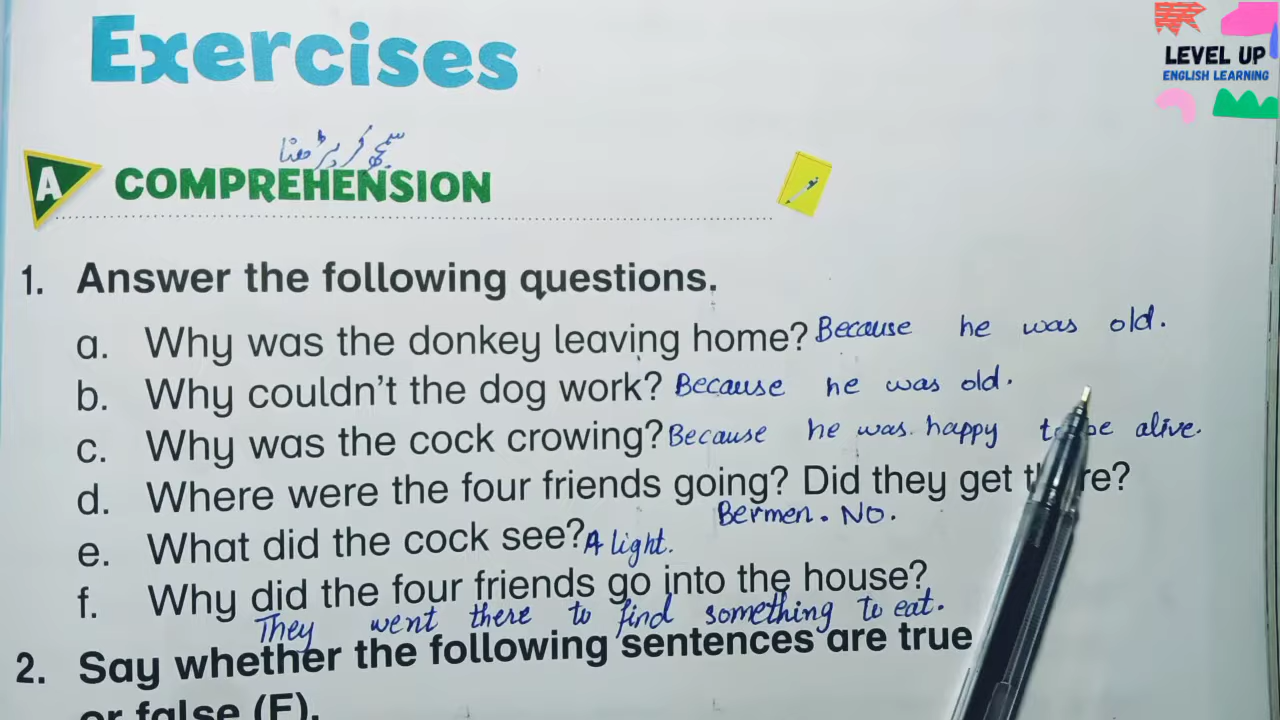 Exercises
LEVEL UP
ENGLISH LEARNING
سمجھ کر پڑھنا
A COMPREHENSION
1. Answer the following questions.
a. Why was the donkey leaving home? Because he was old.
b. Why couldn't the dog work? Because he was old.
c. Why was the cock crowing? Because he was happy to be alive.
d. Where were the four friends going? Did they get there?
Bermen. No.
e. What did the cock see? A light.
f. Why did the four friends go into the house?
They went there to find something to eat.
2. Say whether the following sentences are true
or false (F).